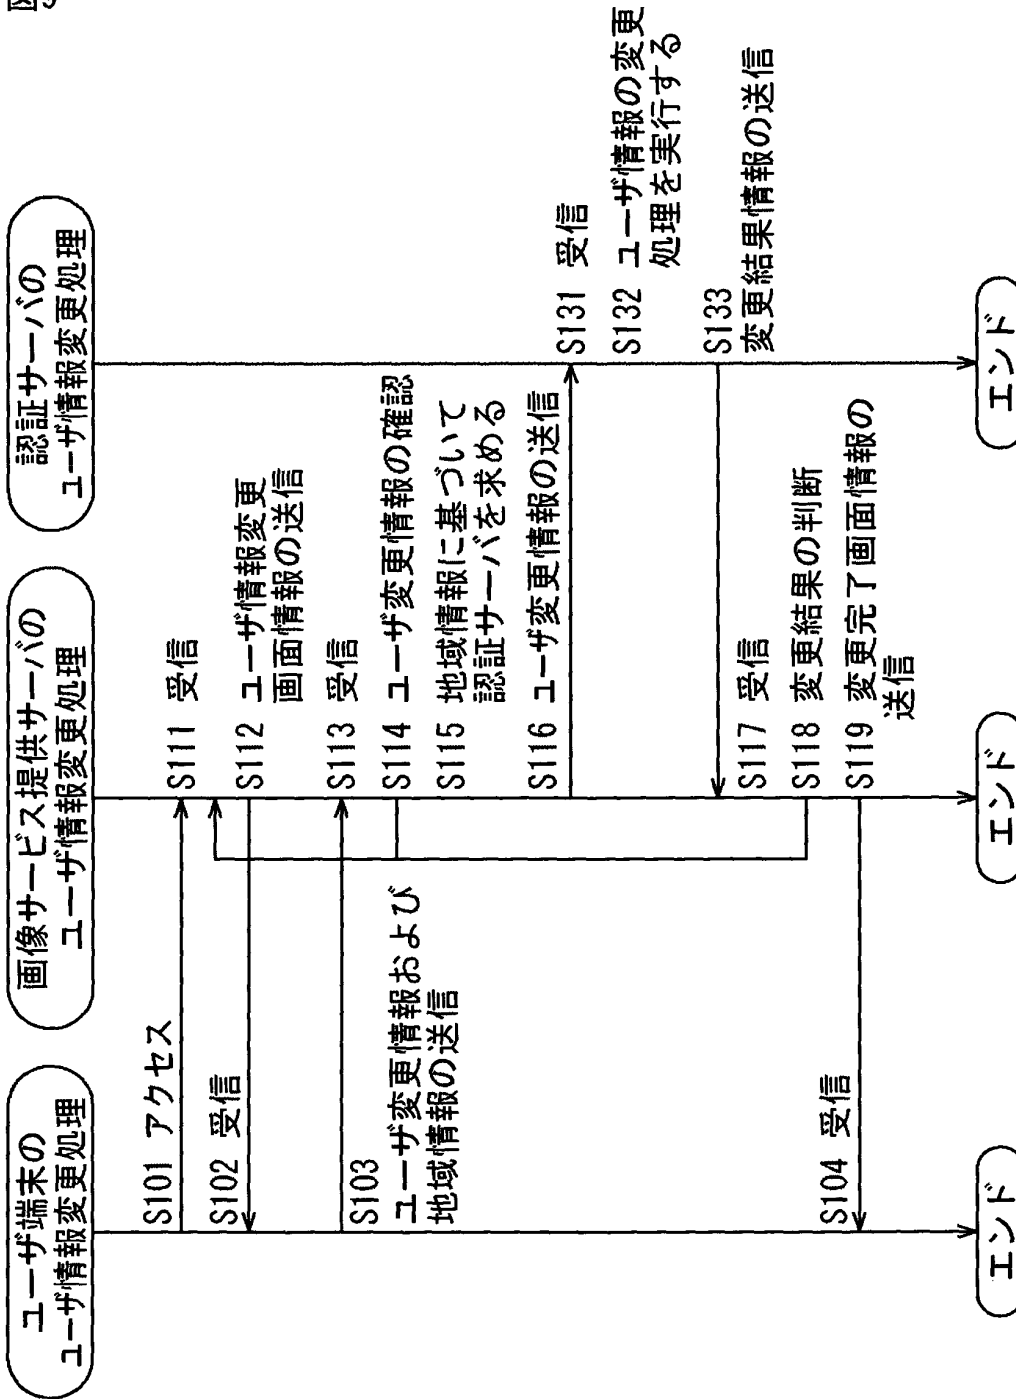 ユーザ端末の
ユーザ情報変更処理
画像サービス提供サーバの
ユーザ情報変更処理
認証サーバの
ユーザ情報変更処理
S101 アクセス
S111 受信
S102 受信
S112 ユーザ情報変更
画面情報の送信
S103
ユーザ変更情報および
地域情報の送信
S113 受信
S114 ユーザ変更情報の確認
S115 地域情報に基づいて
認証サーバを求める
S116 ユーザ変更情報の送信
S131 受信
S132 ユーザ情報の変更
処理を実行する
S133
変更結果情報の送信
S117 受信
S118 変更結果の判断
S119 変更完了画面情報の
送信
S104 受信
エンド
エンド
エンド